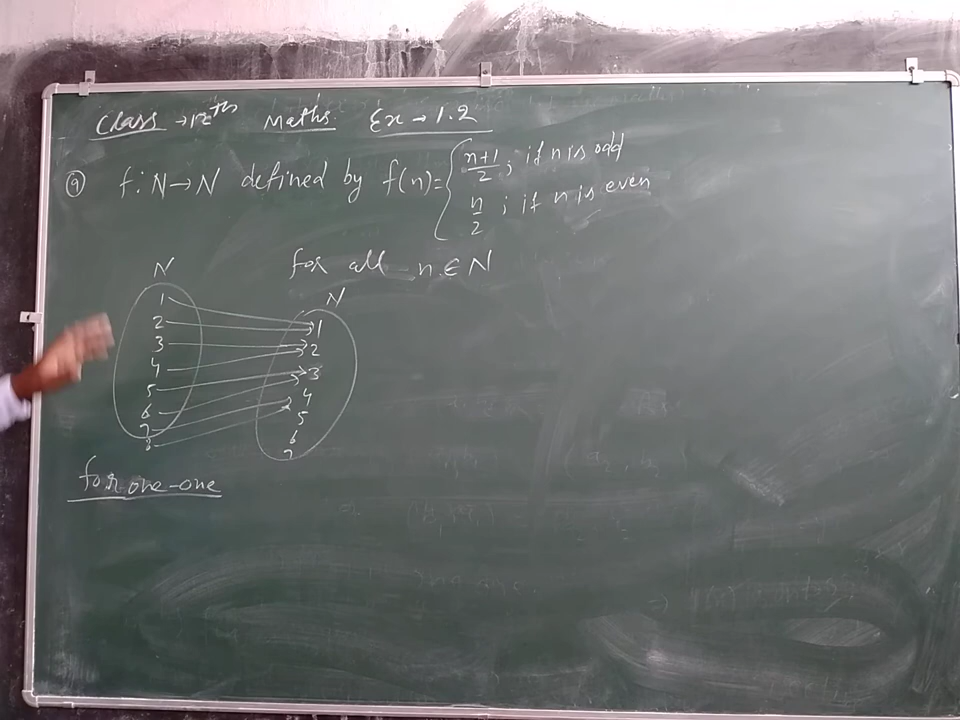 Class → 12th Maths Ex → 1.2
⑨ f: N → N defined by f(n) = { n+1/2 ; if n is odd
n/2 ; if n is even
for all n ∈ N
N N
1 1
2 2
3 3
4 4
5 5
6 6
7 7
8
for one-one